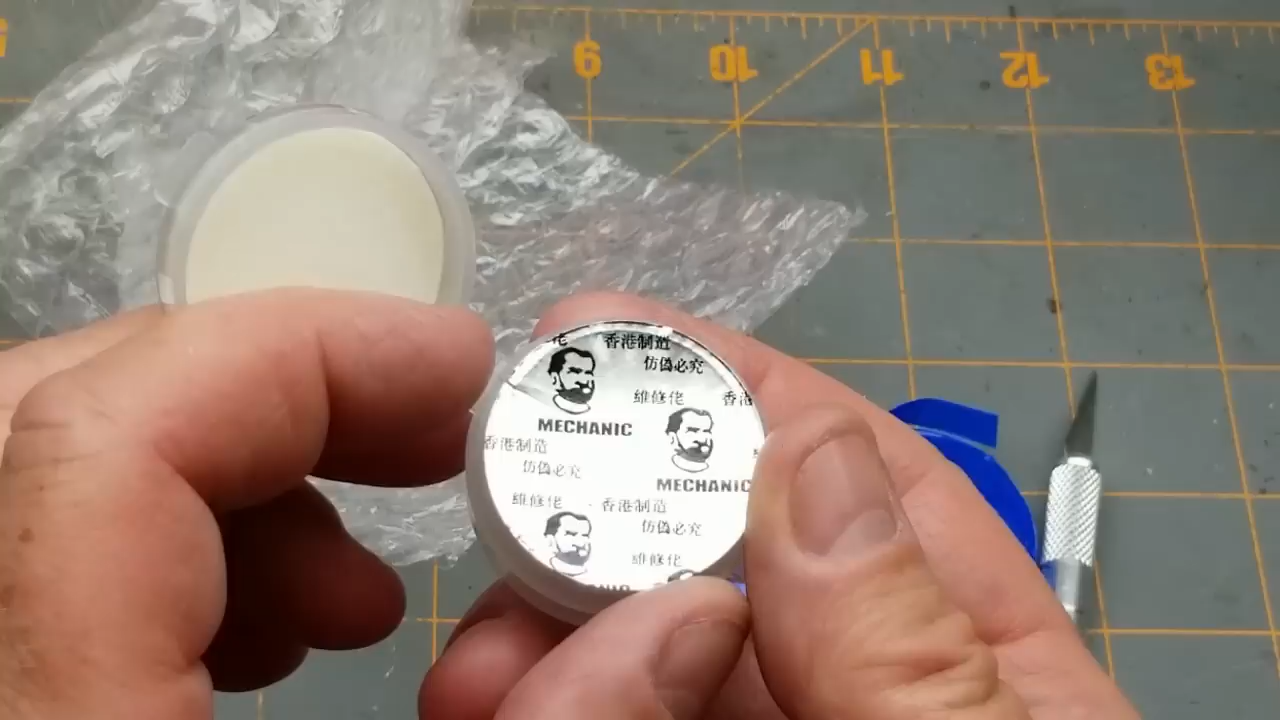 9 10 11 12 13
佬 香港制造
仿偽必究
維修佬 香港
MECHANIC
香港制造
MECHANIC
仿偽必究
維修佬 香港制造
仿偽必究
維修佬